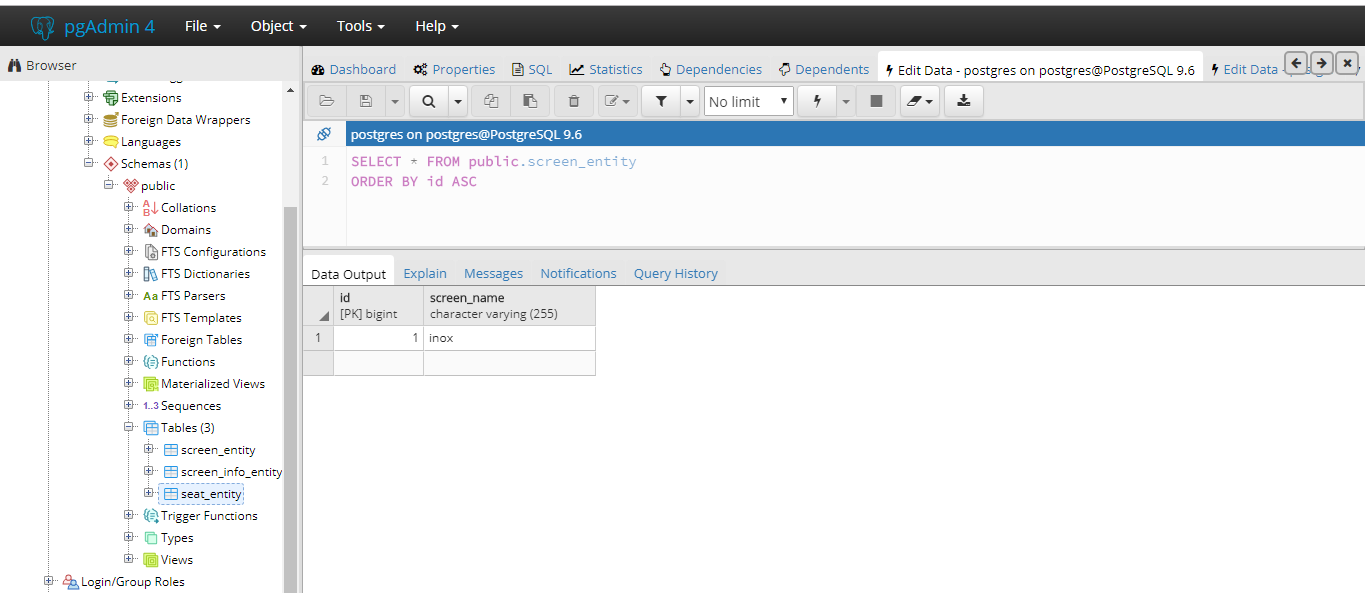 pgAdmin 4 File Object Tools Help
Browser
Dashboard Properties SQL Statistics Dependencies Dependents Edit Data - postgres on postgres@PostgreSQL 9.6 Edit Data -
No limit
postgres on postgres@PostgreSQL 9.6
1 SELECT * FROM public.screen_entity
2 ORDER BY id ASC
Data Output Explain Messages Notifications Query History
id screen_name
[PK] bigint character varying (255)
1 1 inox
Extensions
Foreign Data Wrappers
Languages
Schemas (1)
public
Collations
Domains
FTS Configurations
FTS Dictionaries
Aa FTS Parsers
FTS Templates
Foreign Tables
Functions
Materialized Views
1..3 Sequences
Tables (3)
screen_entity
screen_info_entity
seat_entity
Trigger Functions
Types
Views
Login/Group Roles